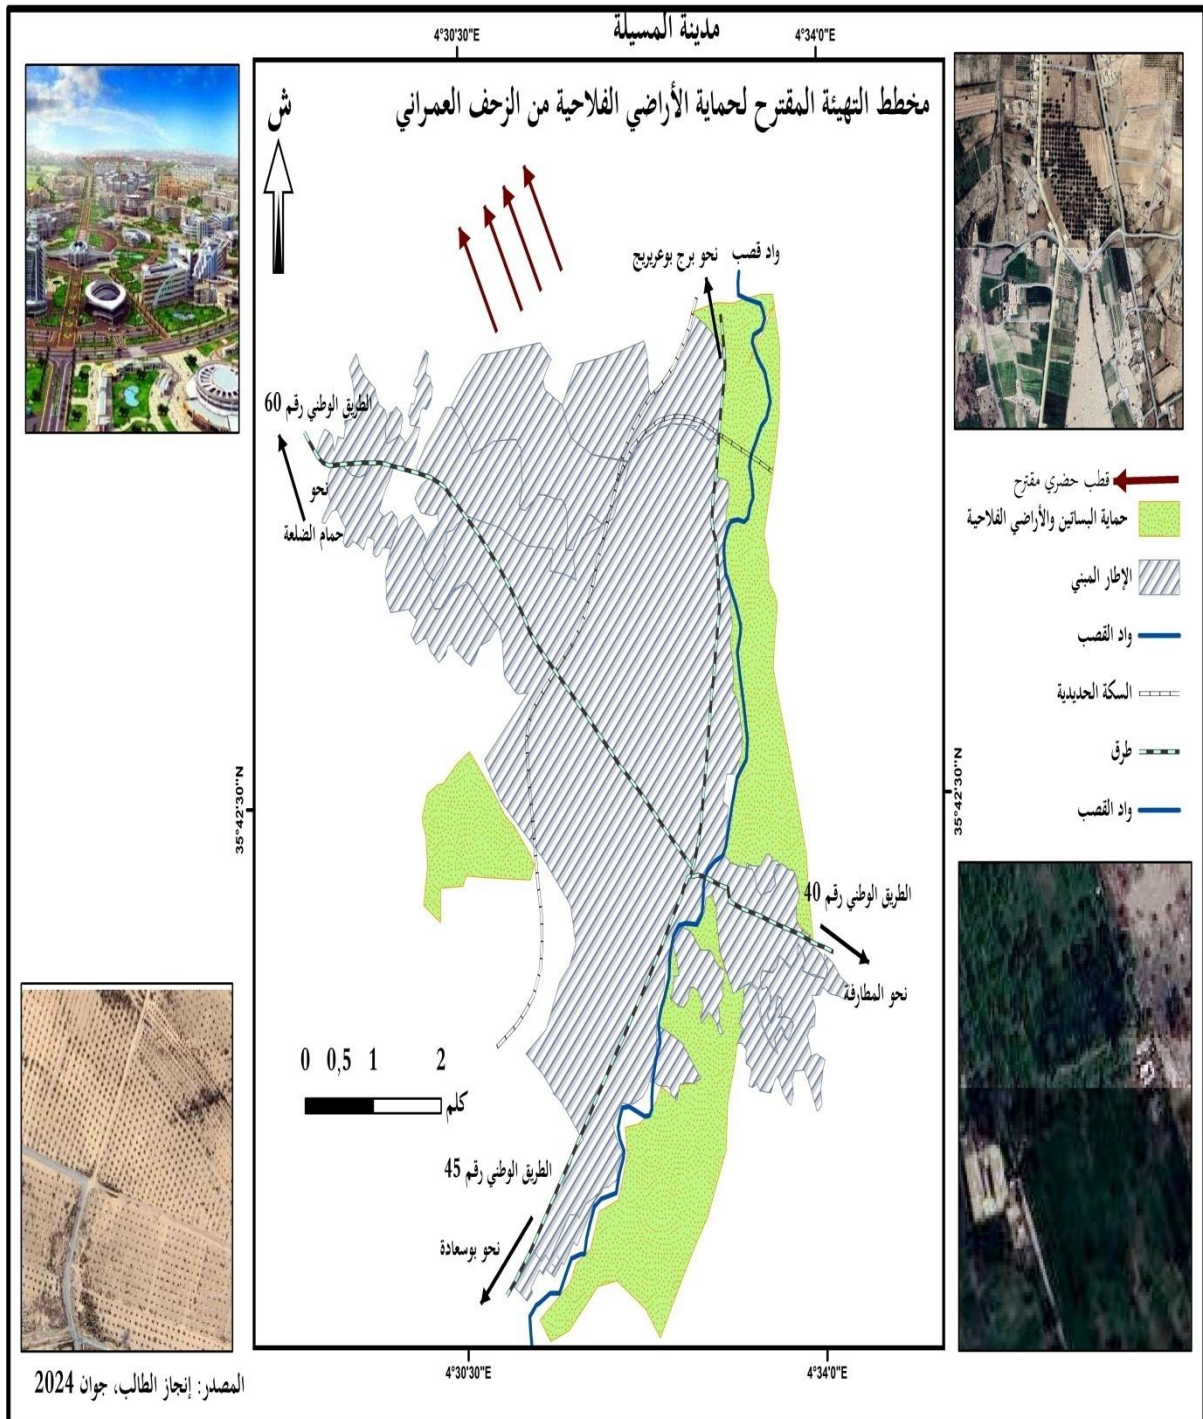 مدينة المسيلة
4°30'30"E
4°34'0"E
مخطط التهيئة المقترح لحماية الأراضي الفلاحية من الزحف العمراني
ش
واد قصب
نحو برج بوعريريج
الطريق الوطني رقم 60
نحو
حمام الضلعة
35°42'30"N
35°42'30"N
الطريق الوطني رقم 40
نحو المطارفة
0 0,5 1 2
كلم
الطريق الوطني رقم 45
نحو بوسعادة
4°30'30"E
4°34'0"E
قطب حضري مقترح
حماية البساتين والأراضي الفلاحية
الإطار المبني
واد القصب
السكة الحديدية
طرق
واد القصب
المصدر: إنجاز الطالب، جوان 2024